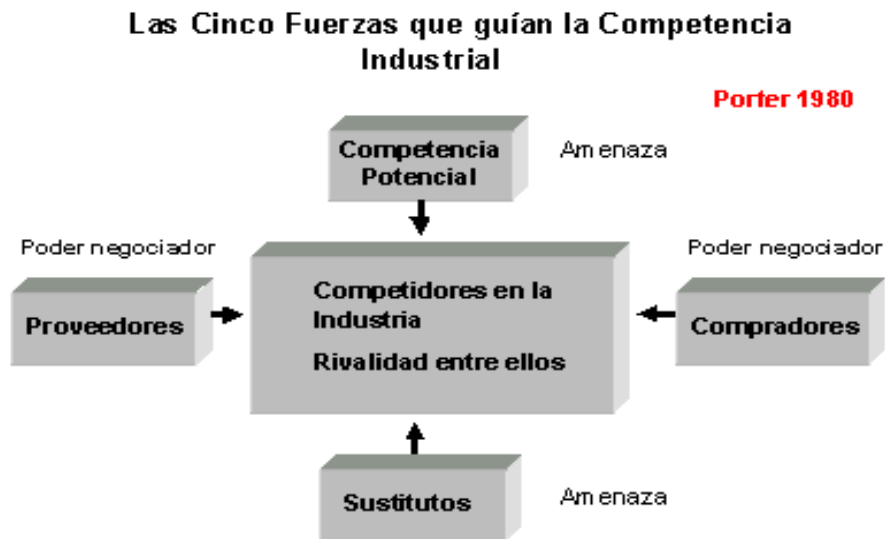 Las Cinco Fuerzas que guían la Competencia
Industrial
Porter 1980
Competencia
Potencial
Amenaza
Poder negociador
Poder negociador
Proveedores
Competidores en la
Industria
Rivalidad entre ellos
Compradores
Sustitutos
Amenaza